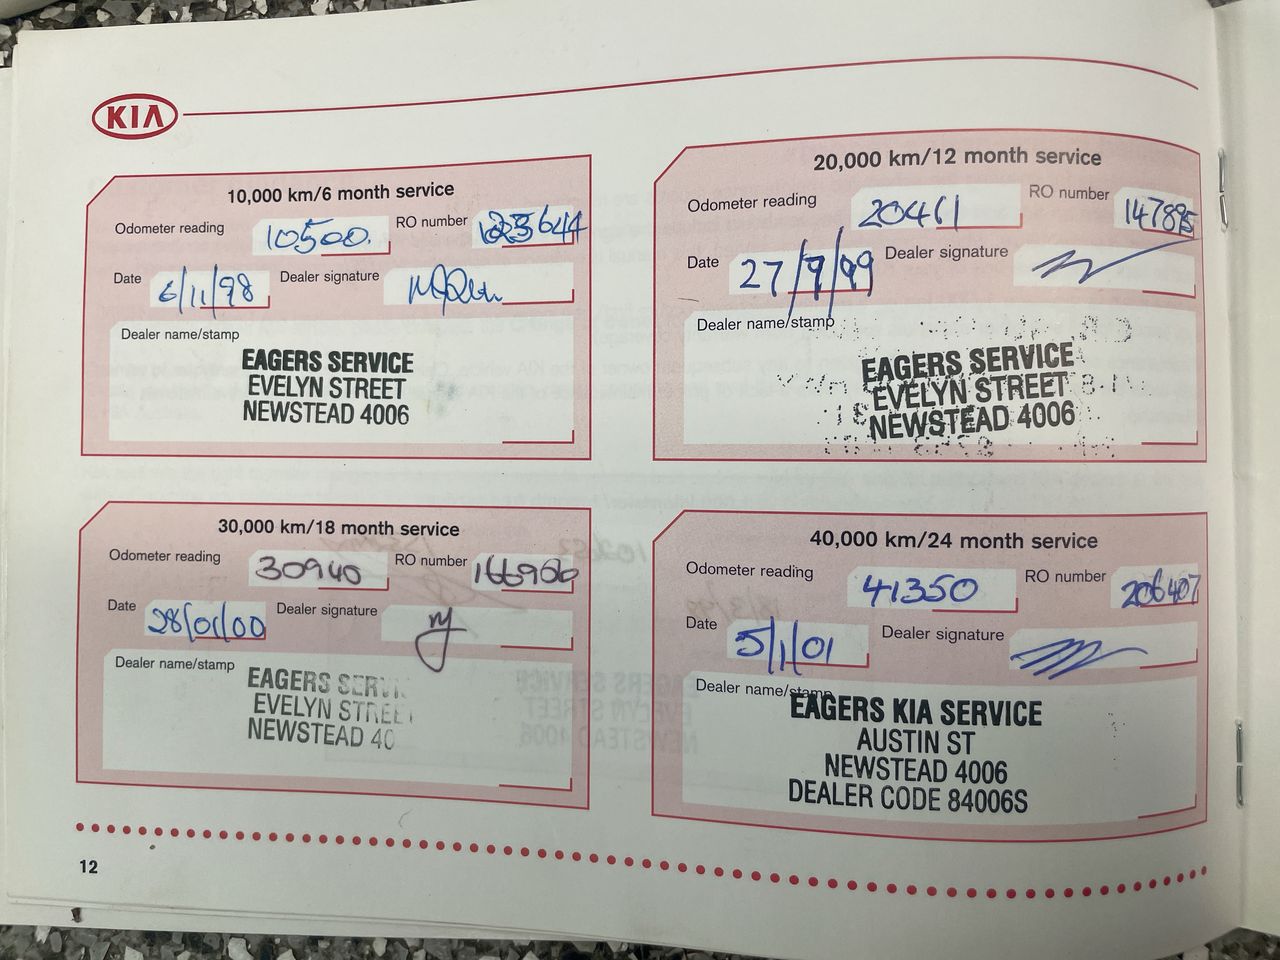 KIA
10,000 km/6 month service
Odometer reading 10500. RO number
Date 6/11/98 Dealer signature
Dealer name/stamp
EAGERS SERVICE
EVELYN STREET
NEWSTEAD 4006
20,000 km/12 month service
Odometer reading 20461 RO number 147895
Date 27/9/99 Dealer signature
Dealer name/stamp
EAGERS SERVICE
EVELYN STREET
NEWSTEAD 4006
30,000 km/18 month service
Odometer reading 30940 RO number 166906
Date 28/01/00 Dealer signature
Dealer name/stamp
EAGERS SERVI
EVELYN STREET
NEWSTEAD 40
40,000 km/24 month service
Odometer reading 41350 RO number 206407
Date 5/1/01 Dealer signature
Dealer name/stamp
EAGERS KIA SERVICE
AUSTIN ST
NEWSTEAD 4006
DEALER CODE 84006S
12